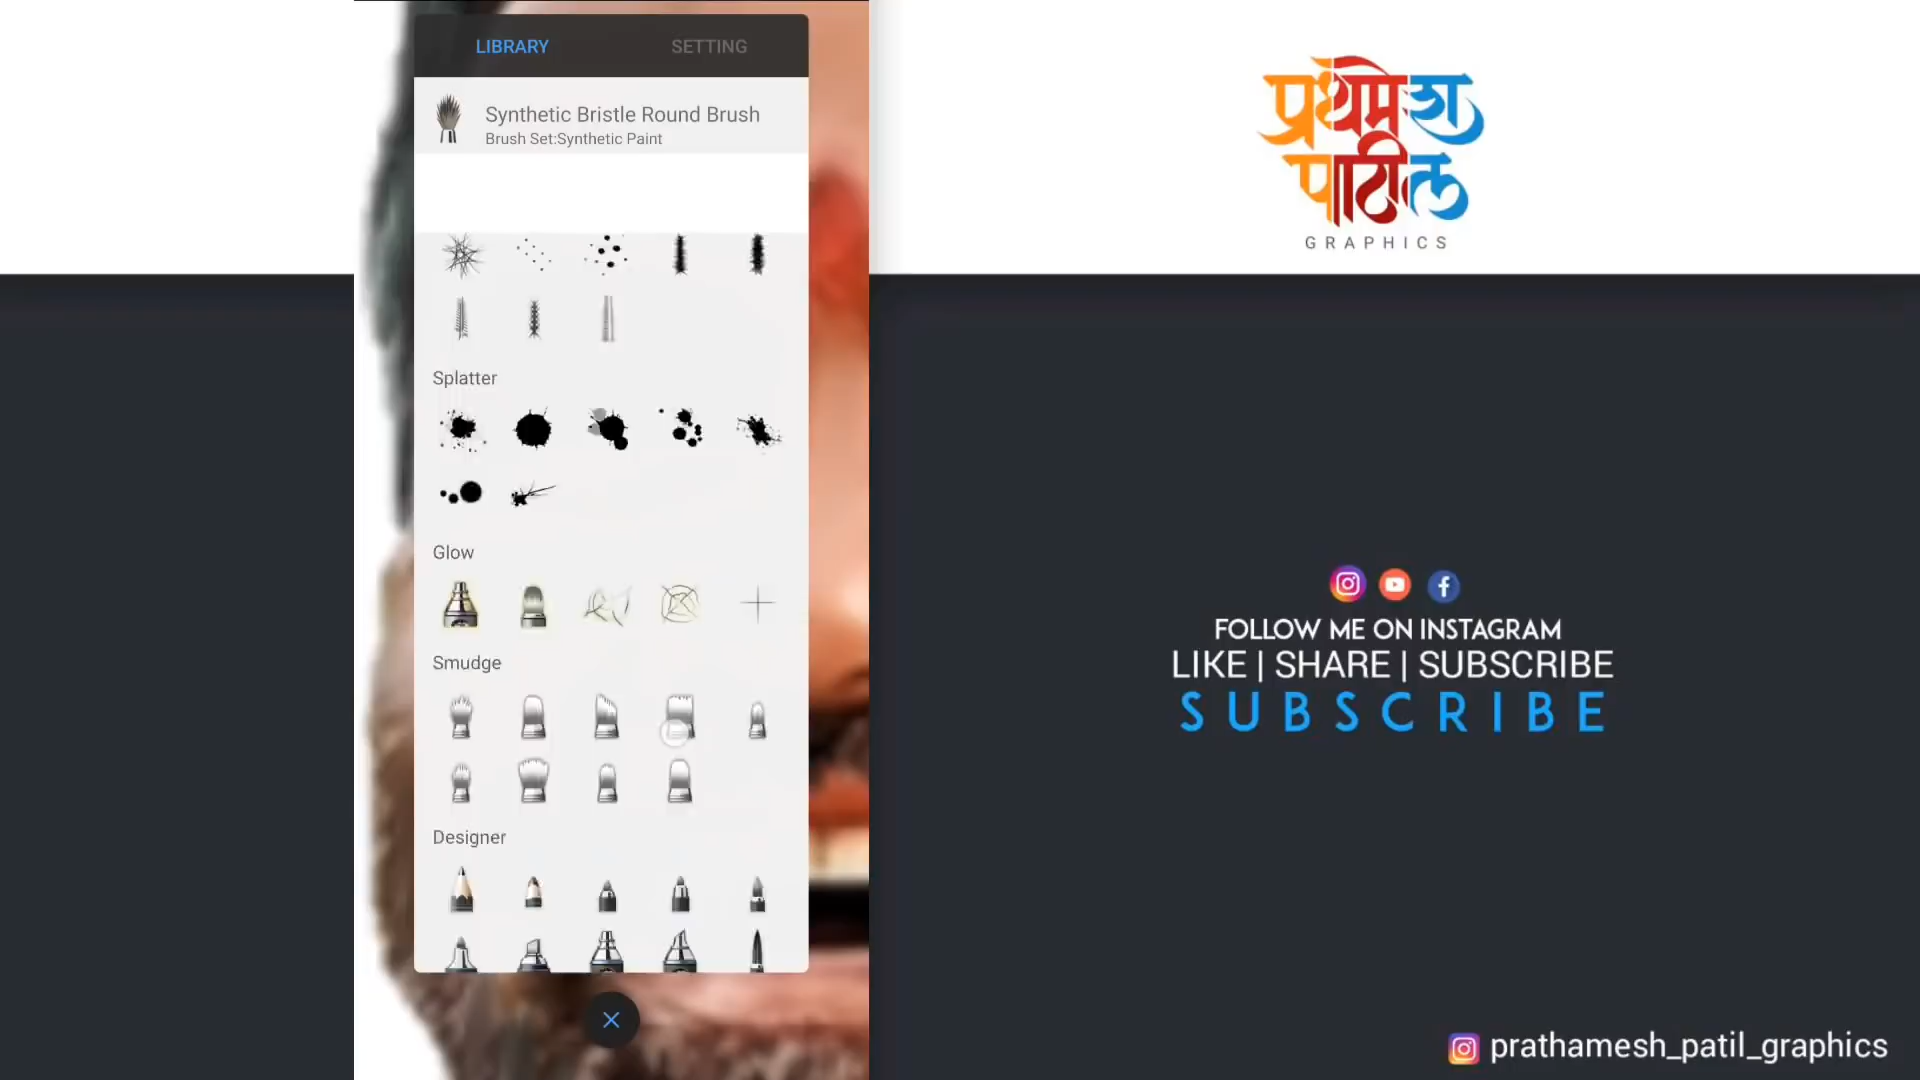 LIBRARY
SETTING
Synthetic Bristle Round Brush
Brush Set:Synthetic Paint
Splatter
Glow
Smudge
Designer
प्रथमेश
पाटील
GRAPHICS
FOLLOW ME ON INSTAGRAM
LIKE | SHARE | SUBSCRIBE
SUBSCRIBE
prathamesh_patil_graphics